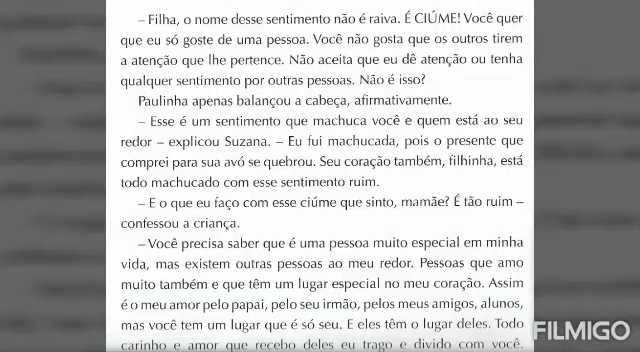 – Filha, o nome desse sentimento não é raiva. É CIÚME! Você quer
que eu só goste de uma pessoa. Você não gosta que os outros tirem
a atenção que lhe pertence. Não aceita que eu dê atenção ou tenha
qualquer sentimento por outras pessoas. Não é isso?
Paulinha apenas balançou a cabeça, afirmativamente.
– Esse é um sentimento que machuca você e quem está ao seu
redor – explicou Suzana. – Eu fui machucada, pois o presente que
comprei para sua avó se quebrou. Seu coração também, filhinha, está
todo machucado com esse sentimento ruim.
– E o que eu faço com esse ciúme que sinto, mamãe? É tão ruim –
confessou a criança.
– Você precisa saber que é uma pessoa muito especial em minha
vida, mas existem outras pessoas ao meu redor. Pessoas que amo
muito também e que têm um lugar especial no meu coração. Assim
é o meu amor pelo papai, pelo seu irmão, pelos meus amigos, alunos,
mas você tem um lugar que é só seu. E eles têm o lugar deles. Todo
carinho e amor que recebo deles eu trago e divido com você.
FILMIGO